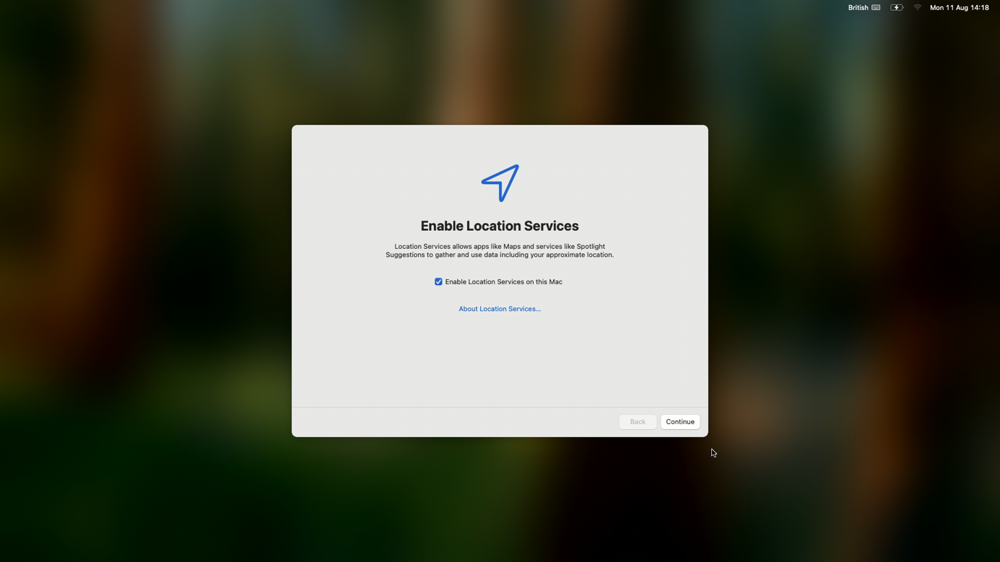 British
Mon 11 Aug 14:18
Enable Location Services
Location Services allows apps like Maps and services like Spotlight
Suggestions to gather and use data including your approximate location.
Enable Location Services on this Mac
About Location Services...
Back
Continue